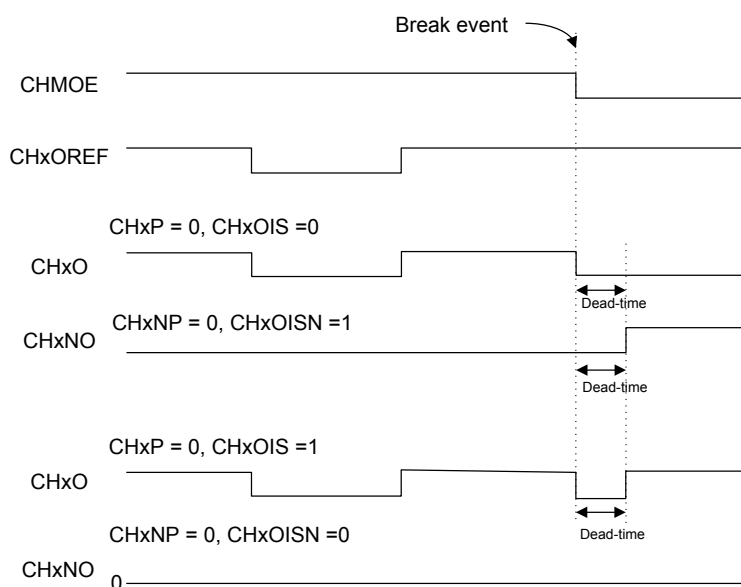 Break event
CHMOE
CHxOREF
CHxP = 0, CHxOIS =0
CHxO
Dead-time
CHxNP = 0, CHxOISN =1
CHxNO
Dead-time
CHxP = 0, CHxOIS =1
CHxO
Dead-time
CHxNP = 0, CHxOISN =0
CHxNO
0